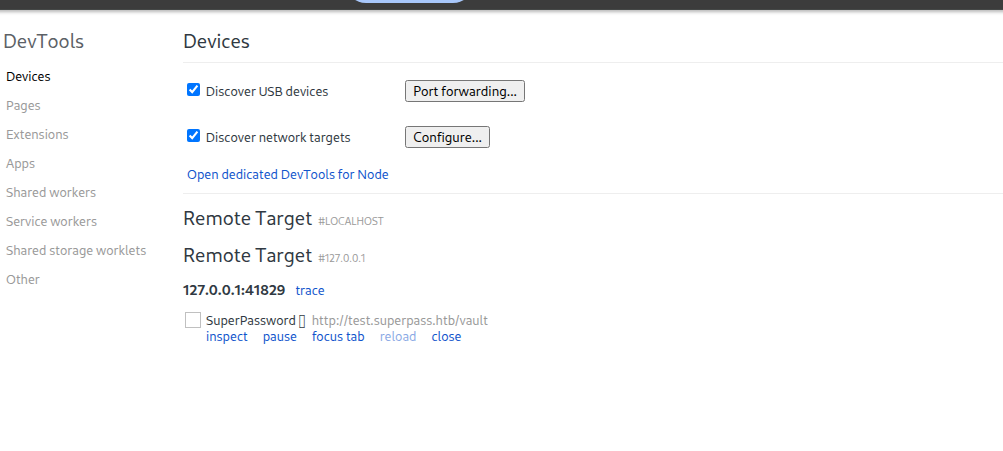 DevTools
Devices
Pages
Extensions
Apps
Shared workers
Service workers
Shared storage worklets
Other
Devices
Discover USB devices Port forwarding...
Discover network targets Configure...
Open dedicated DevTools for Node
Remote Target #LOCALHOST
Remote Target #127.0.0.1
127.0.0.1:41829 trace
SuperPassword http://test.superpass.htb/vault
inspect pause focus tab reload close